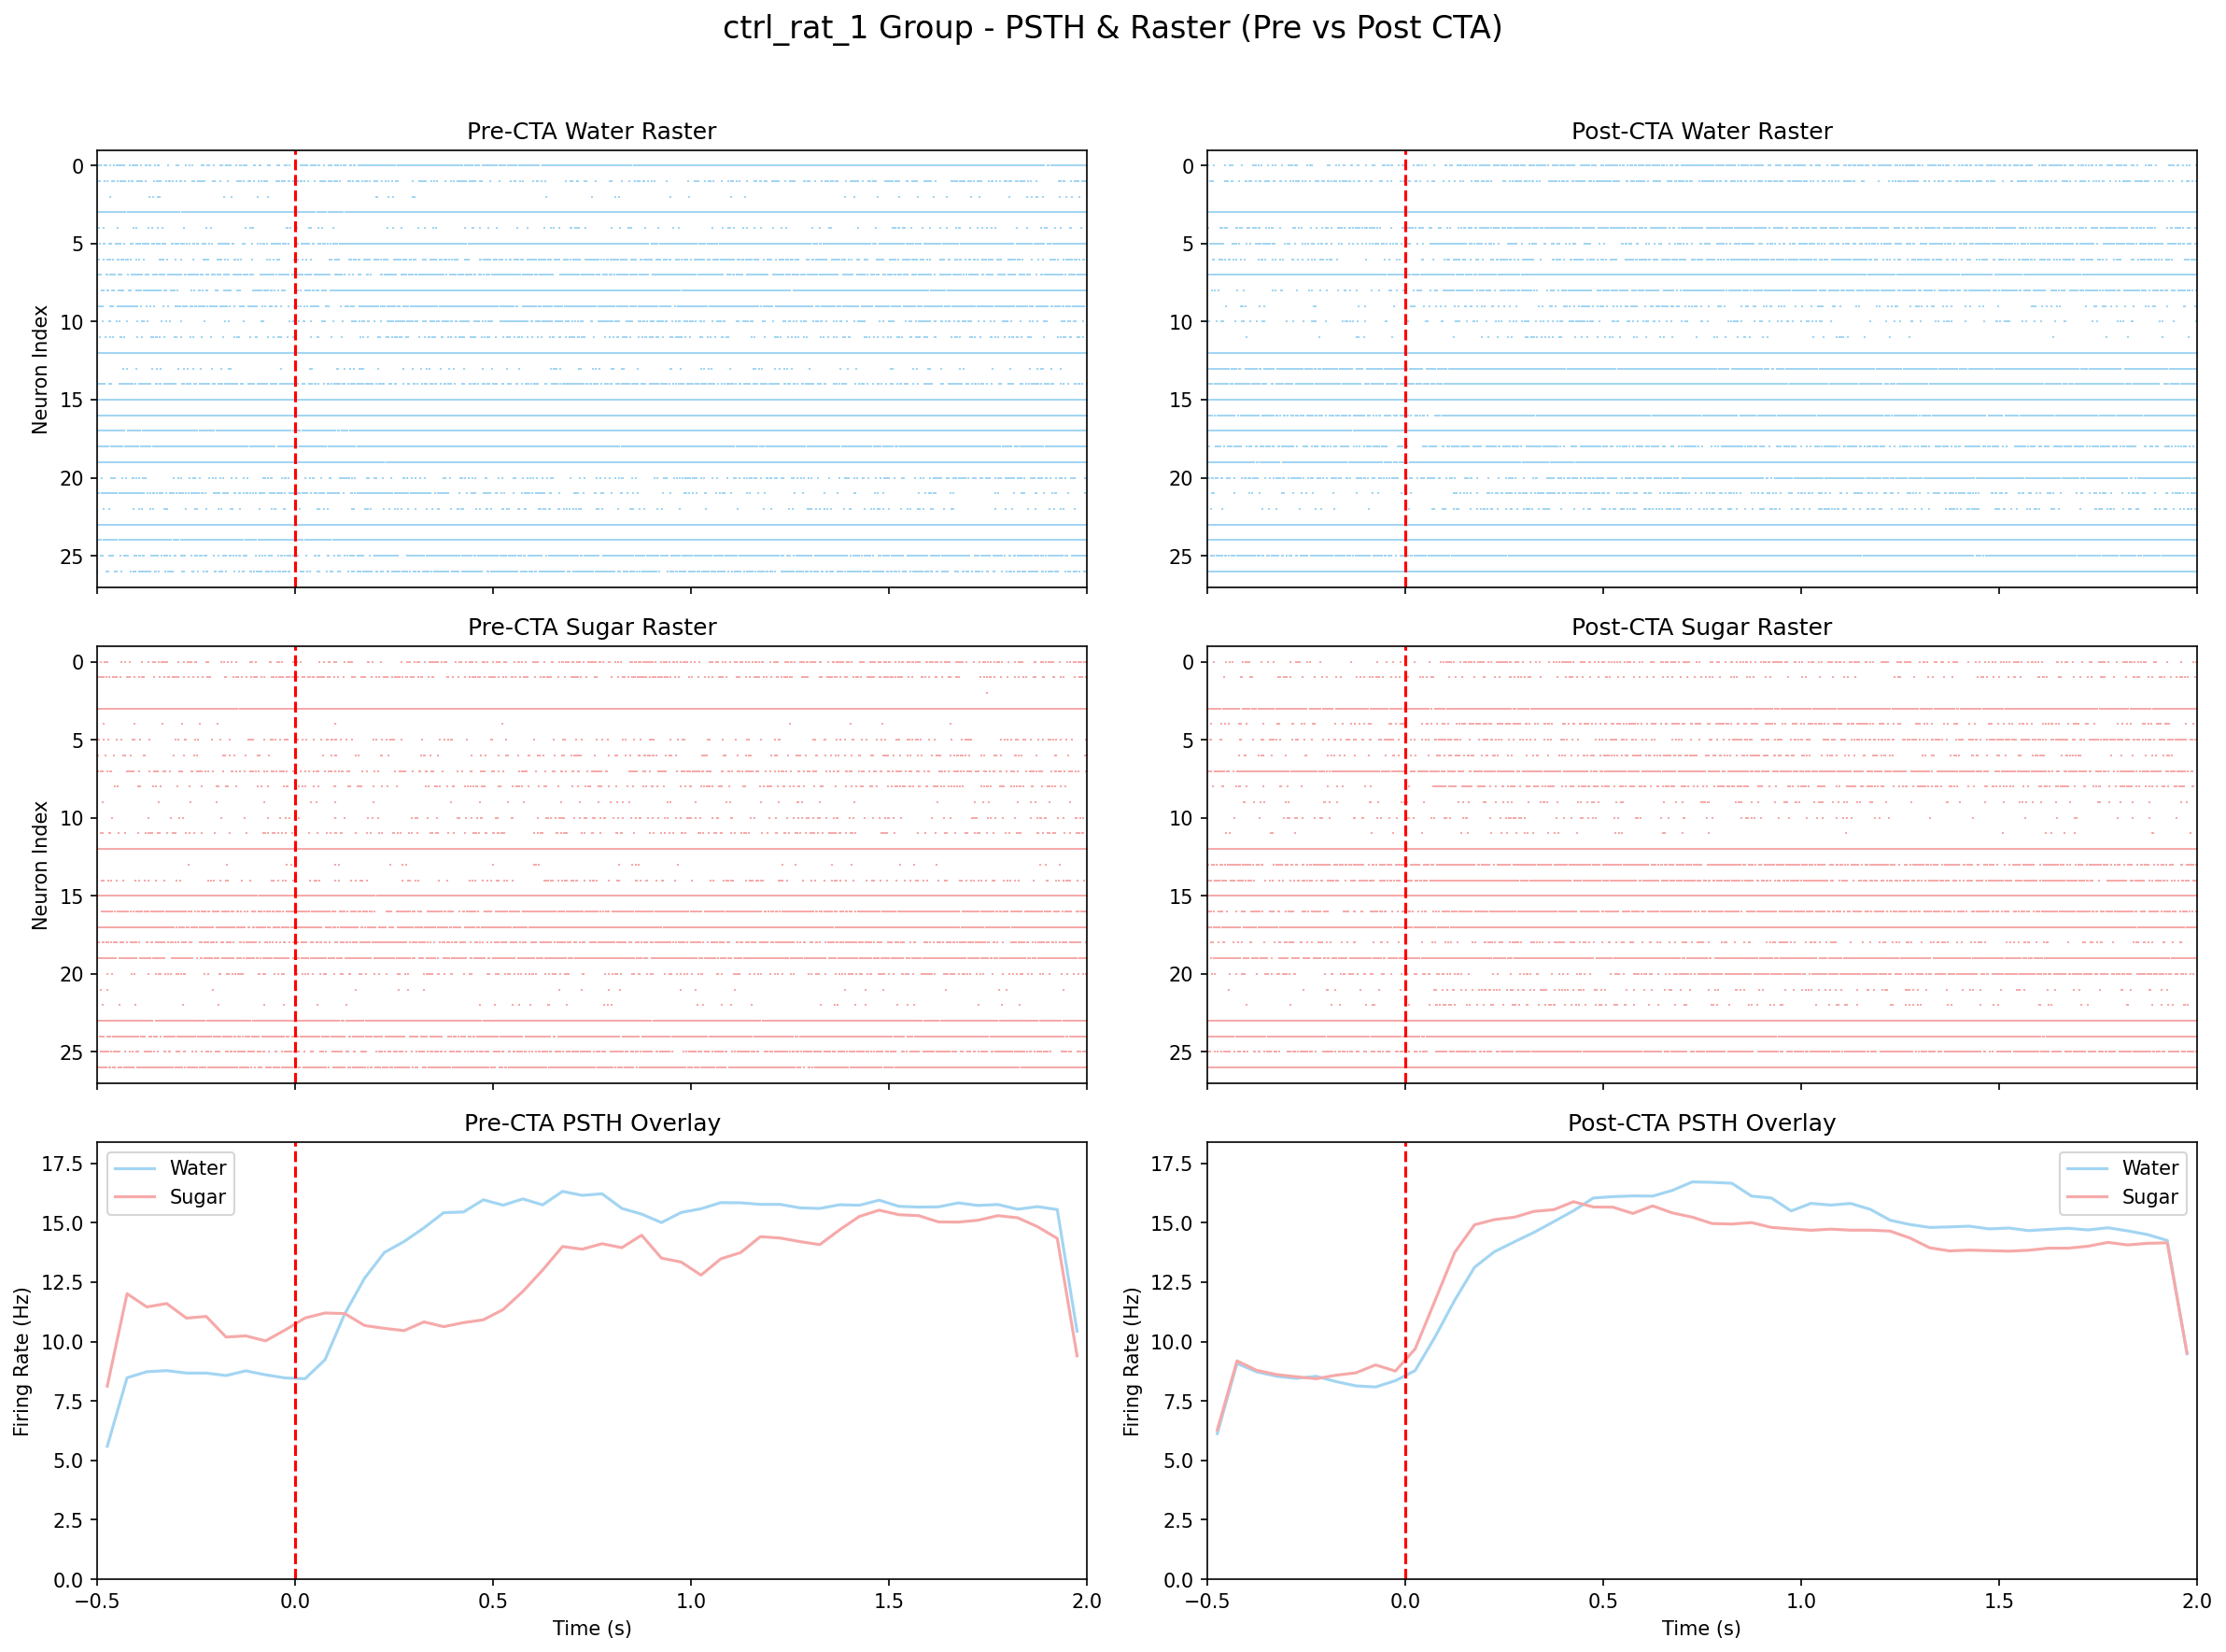 ctrl_rat_1 Group - PSTH & Raster (Pre vs Post CTA)
Pre-CTA Water Raster
Neuron Index
0
5
10
15
20
25
Post-CTA Water Raster
0
5
10
15
20
25
Pre-CTA Sugar Raster
Neuron Index
0
5
10
15
20
25
Post-CTA Sugar Raster
0
5
10
15
20
25
Pre-CTA PSTH Overlay
Water
Sugar
Firing Rate (Hz)
17.5
15.0
12.5
10.0
7.5
5.0
2.5
0.0
−0.5 0.0 0.5 1.0 1.5 2.0
Time (s)
Post-CTA PSTH Overlay
Water
Sugar
Firing Rate (Hz)
17.5
15.0
12.5
10.0
7.5
5.0
2.5
0.0
−0.5 0.0 0.5 1.0 1.5 2.0
Time (s)